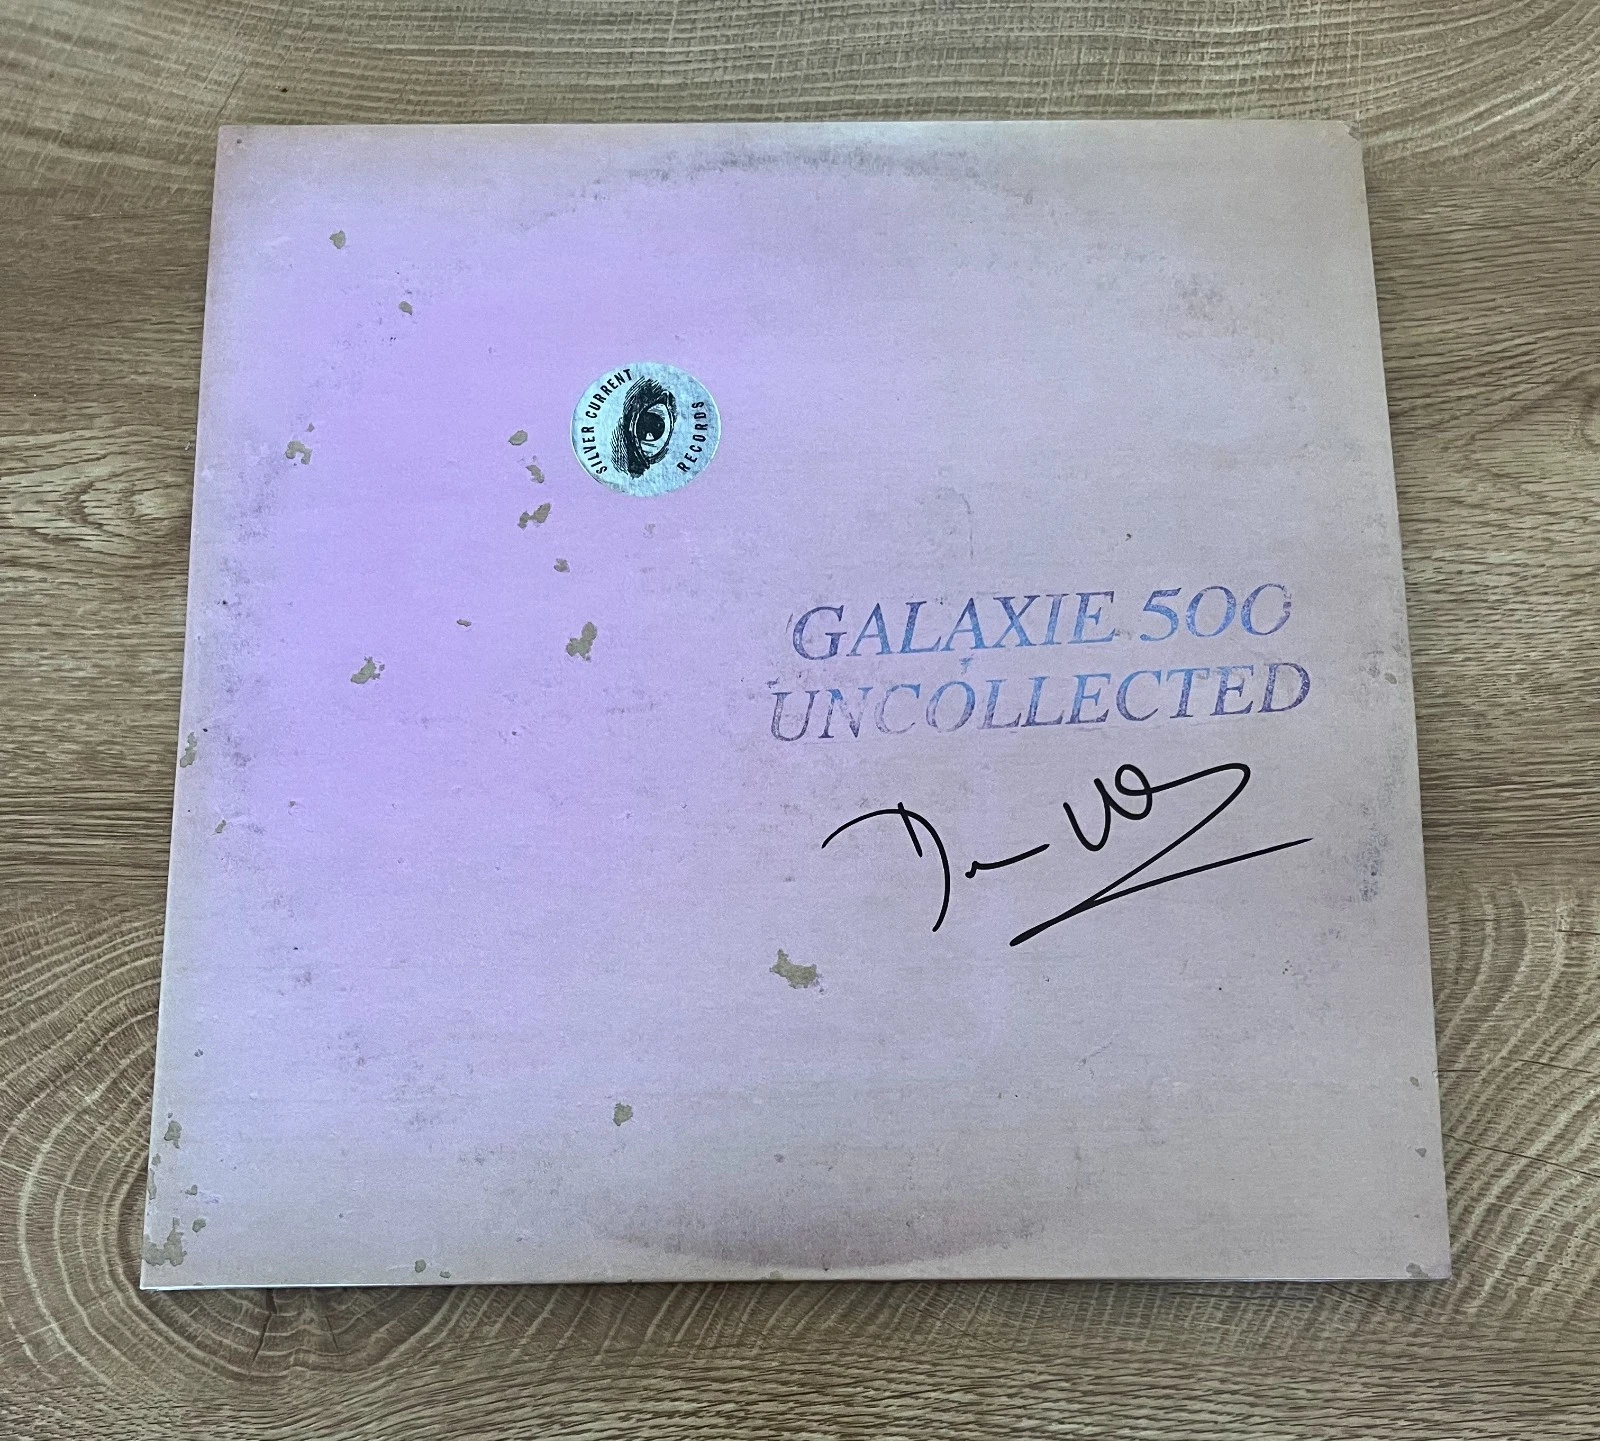 SILVER CURRENT
RECORDS
GALAXIE 500
UNCOLLECTED